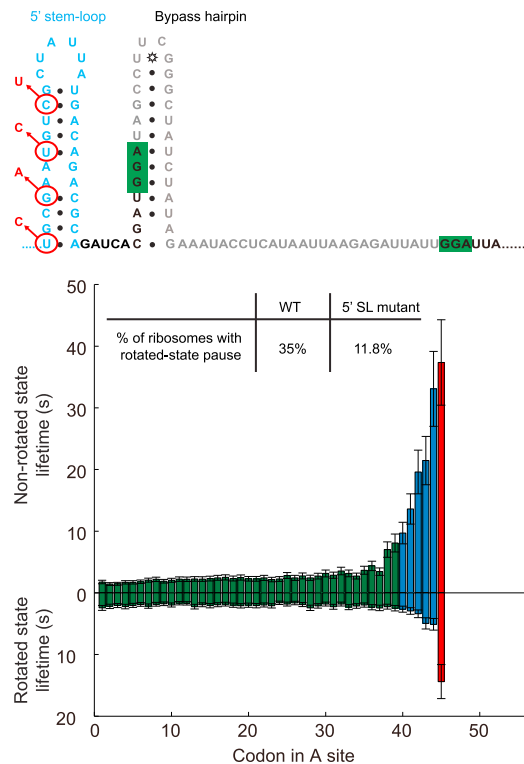 5' stem-loop Bypass hairpin
A U U C
U U U G
C A C G
U G U C G
C G G C
U A A U
C G C U A
U A A U
A A G G C
A A G U
G C U A
C G A U
C G C G A
.....U AGAUCA C GAAAUACCUCAUAAUUAAGAGAUUAUUGGAUUA......
WT 5' SL mutant
% of ribosomes with rotated-state pause 35% 11.8%
Non-rotated state lifetime (s)
Rotated state lifetime (s)
50
40
30
20
10
0
10
20
0 10 20 30 40 50
Codon in A site